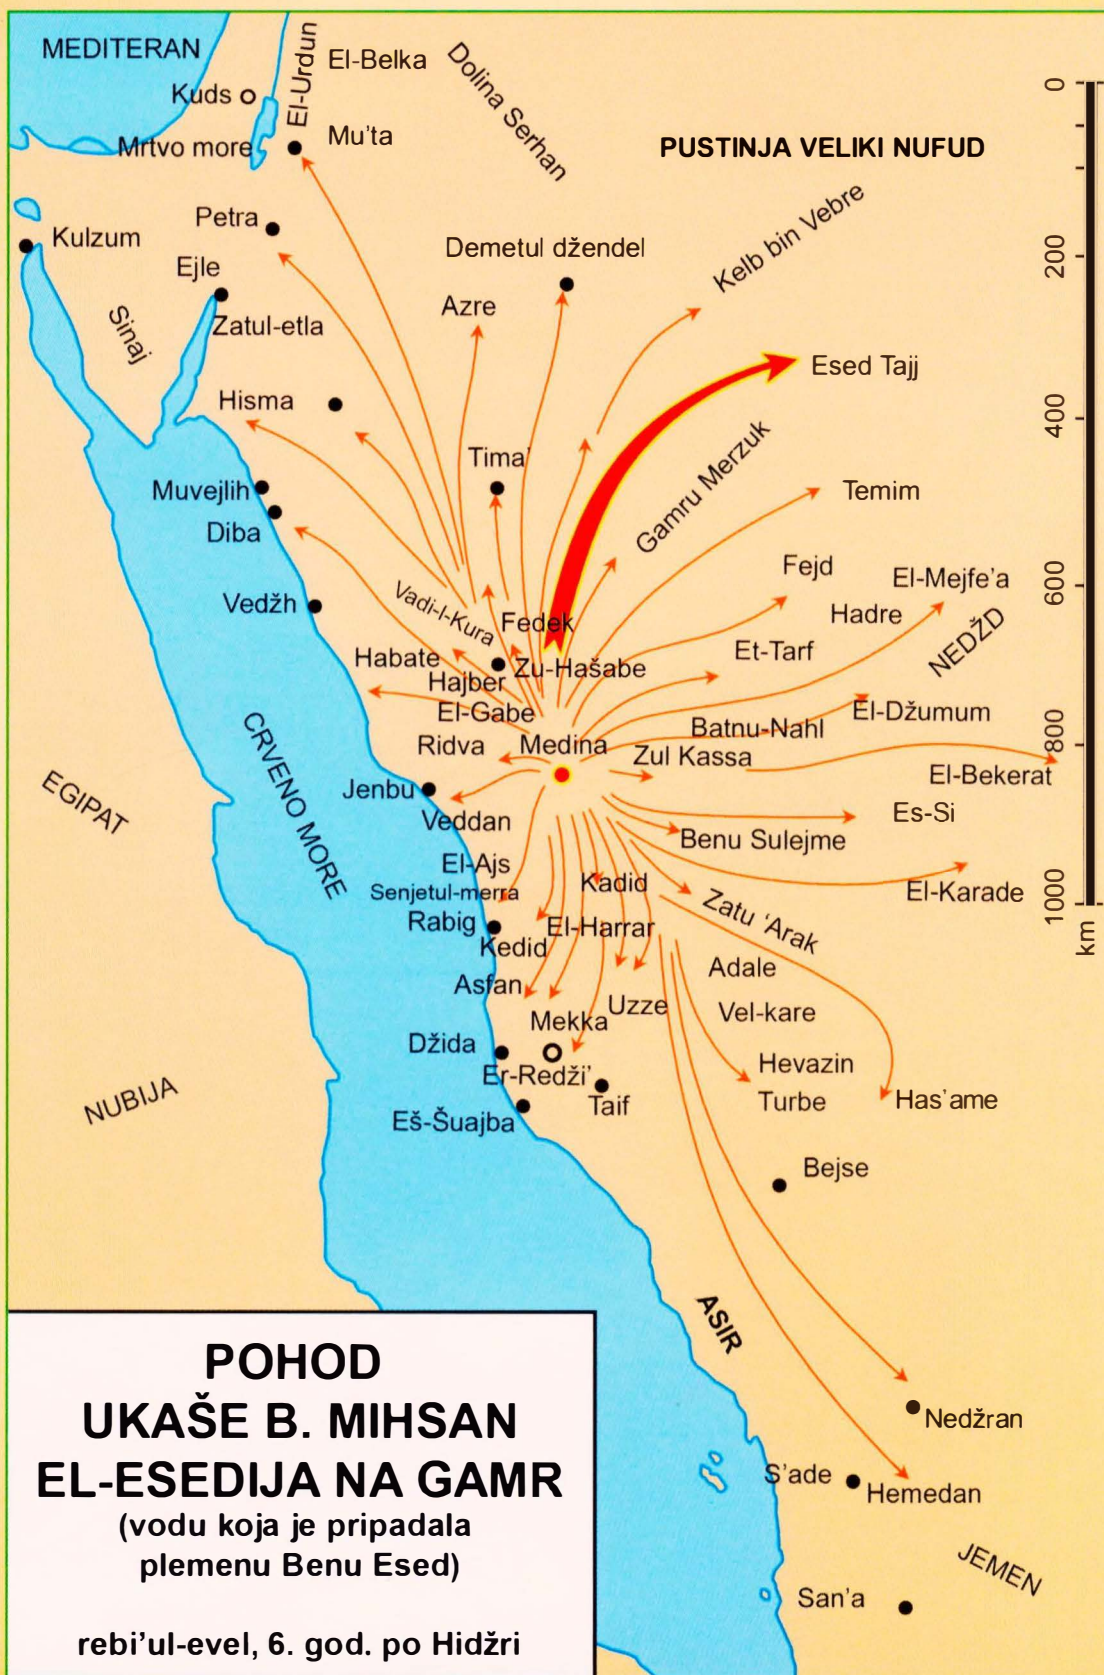 MEDITERAN
El-Urdun
El-Belka
Dolina Serhan
Kuds
Mrtvo more
Mu'ta
PUSTINJA VELIKI NUFUD
0
Petra
Kulzum
Kelb bin Vebre
Demetul džendel
200
Ejle
Azre
Zatul-etla
Sinaj
Esed Tajj
Hisma
400
Gamru Merzuk
Tima'
Muvejlih
Temim
Diba
Fejd
El-Mejfe'a
600
Vedžh
Vadi-l-Kura
Fedek
Hadre
NEDŽD
Habate
Zu-Hašabe
Et-Tarf
Hajber
El-Gabe
El-Džumum
Batnu-Nahl
Ridva
Medina
Zul Kassa
800
El-Bekerat
CRVENO MORE
EGIPAT
Jenbu
Veddan
Es-Si
Benu Sulejme
El-Ajs
Kadid
Senjetul-merra
El-Karade
1000
km
Rabig
El-Harrar
Zatu 'Arak
Kedid
Adale
Asfan
Uzze
Vel-kare
Mekka
Džida
Hevazin
Er-Redži'
NUBIJA
Taif
Turbe
Has'ame
Eš-Šuajba
Bejse
ASIR
Nedžran
S'ade
Hemedan
JEMEN
San'a
POHOD
UKAŠE B. MIHSAN
EL-ESEDIJA NA GAMR
(vodu koja je pripadala
plemenu Benu Esed)
rebi'ul-evel, 6. god. po Hidžri